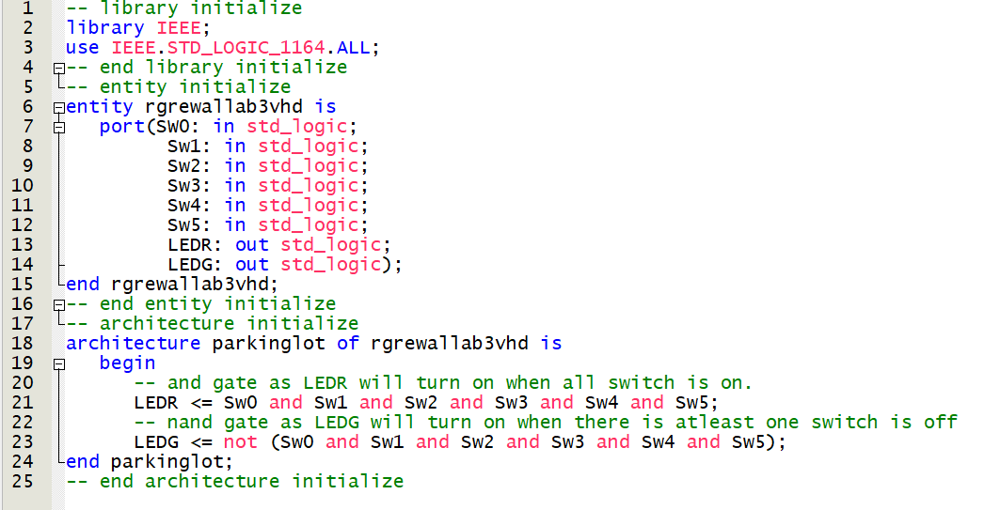 1 -- library initialize
2 library IEEE;
3 use IEEE.STD_LOGIC_1164.ALL;
4 -- end library initialize
5 -- entity initialize
6 entity rgrewallab3vhd is
7 port(SW0: in std_logic;
8 SW1: in std_logic;
9 SW2: in std_logic;
10 SW3: in std_logic;
11 SW4: in std_logic;
12 SW5: in std_logic;
13 LEDR: out std_logic;
14 LEDG: out std_logic);
15 end rgrewallab3vhd;
16 -- end entity initialize
17 -- architecture initialize
18 architecture parkinglot of rgrewallab3vhd is
19 begin
20 -- and gate as LEDR will turn on when all switch is on.
21 LEDR <= SW0 and SW1 and SW2 and SW3 and SW4 and SW5;
22 -- nand gate as LEDG will turn on when there is atleast one switch is off
23 LEDG <= not (SW0 and SW1 and SW2 and SW3 and SW4 and SW5);
24 end parkinglot;
25 -- end architecture initialize